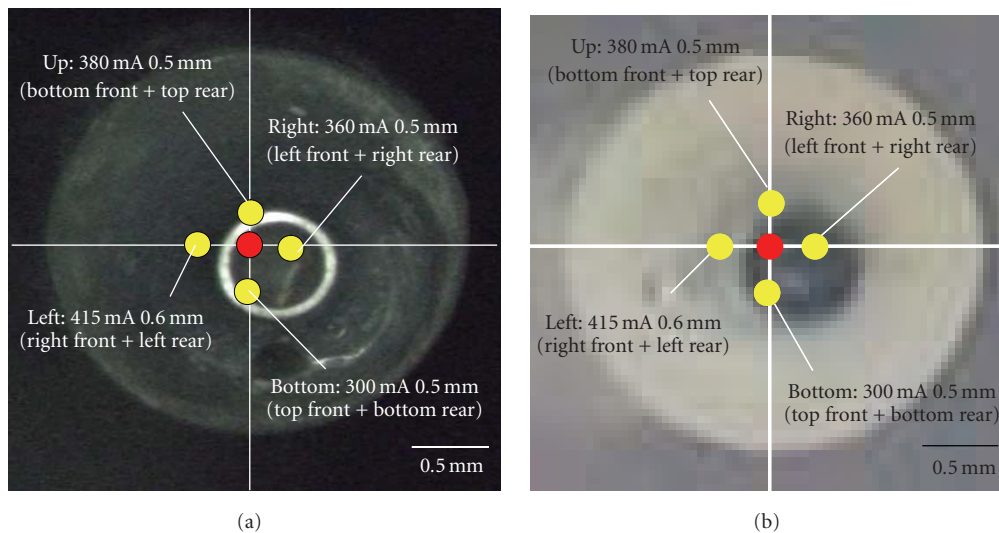 Up: 380 mA 0.5 mm
(bottom front + top rear)
Right: 360 mA 0.5 mm
(left front + right rear)
Left: 415 mA 0.6 mm
(right front + left rear)
Bottom: 300 mA 0.5 mm
(top front + bottom rear)
0.5 mm
(a)
Up: 380 mA 0.5 mm
(bottom front + top rear)
Right: 360 mA 0.5 mm
(left front + right rear)
Left: 415 mA 0.6 mm
(right front + left rear)
Bottom: 300 mA 0.5 mm
(top front + bottom rear)
0.5 mm
(b)